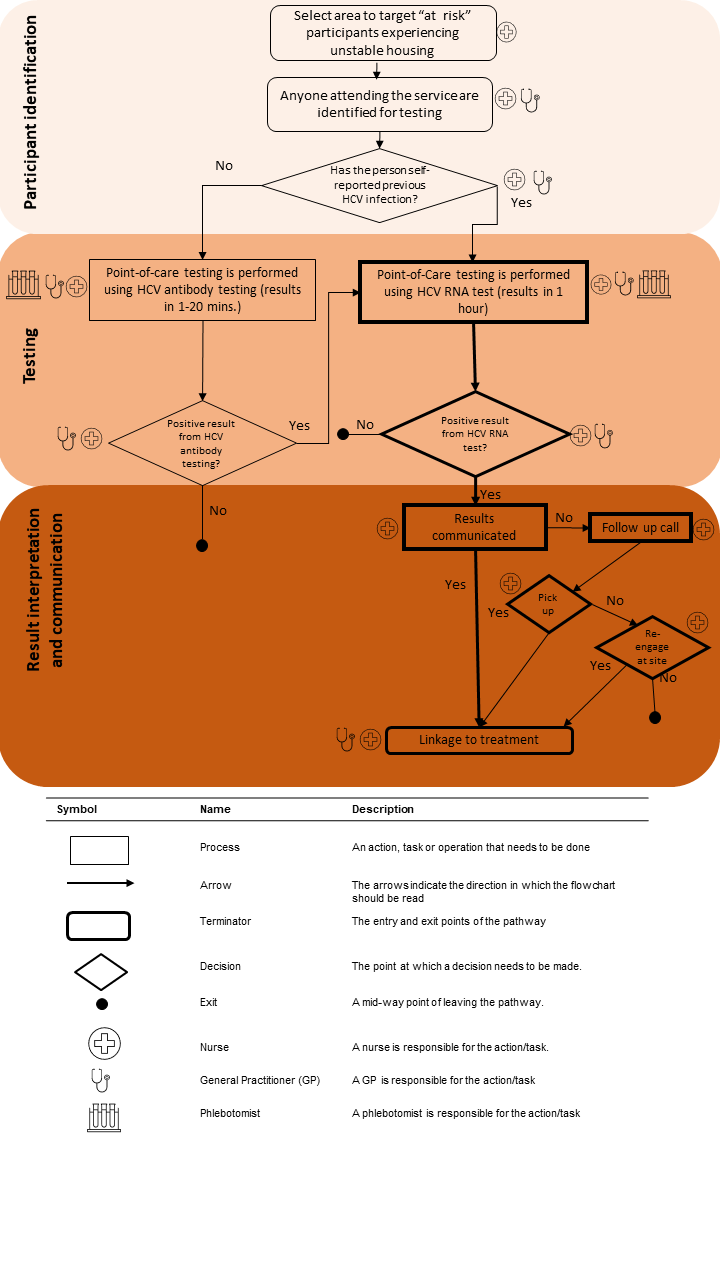 Participant identification
Select area to target “at risk”
participants experiencing
unstable housing
Anyone attending the service are
identified for testing
Has the person self-
reported previous
HCV infection?
No
Yes
Testing
Point-of-care testing is performed
using HCV antibody testing (results
in 1-20 mins.)
Point-of-Care testing is performed
using HCV RNA test (results in 1
hour)
Positive result
from HCV
antibody
testing?
Yes
No
Positive result
from HCV RNA
test?
No
Yes
Result interpretation
and communication
Results
communicated
No
Follow up call
Yes
Pick
up
Yes
No
Re-
engage
at site
Yes
No
Linkage to treatment
Symbol Name Description
Process An action, task or operation that needs to be done
Arrow The arrows indicate the direction in which the flowchart
should be read
Terminator The entry and exit points of the pathway
Decision The point at which a decision needs to be made.
Exit A mid-way point of leaving the pathway.
Nurse A nurse is responsible for the action/task.
General Practitioner (GP) A GP is responsible for the action/task
Phlebotomist A phlebotomist is responsible for the action/task